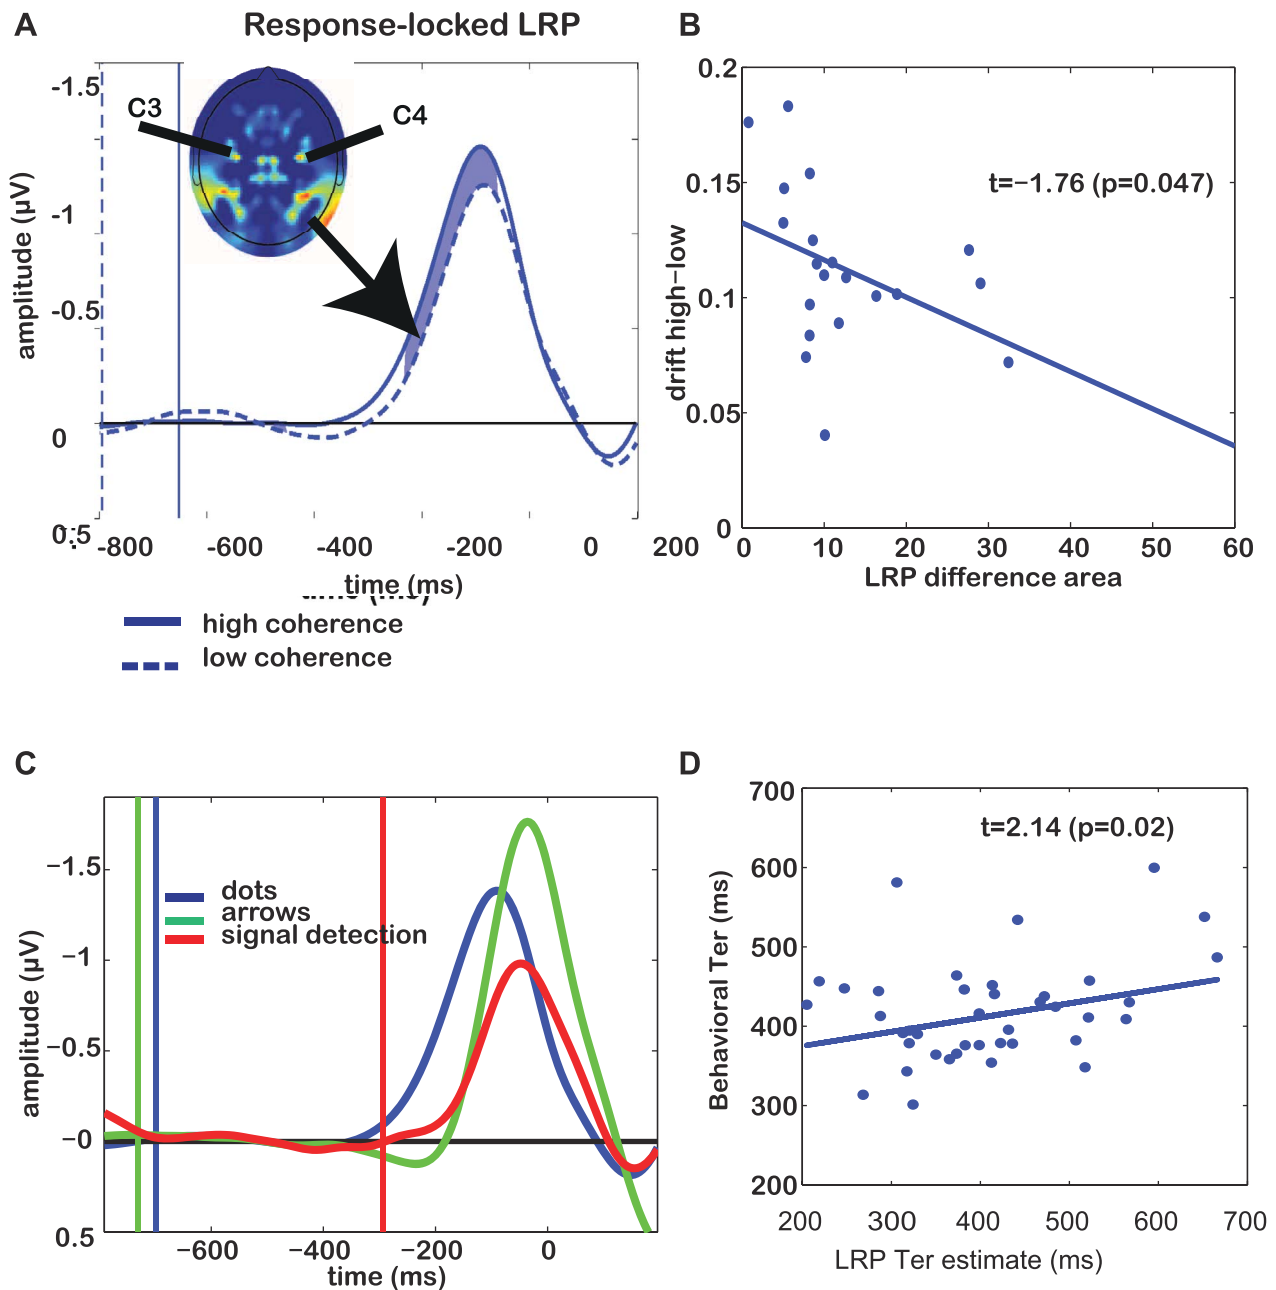 A
Response-locked LRP
-1.5
-1
-0.5
0
0.5
amplitude (μV)
C3
C4
-800 -600 -400 -200 0 200
time (ms)
high coherence
low coherence
B
0.2
0.15
0.1
0.05
0
drift high−low
t=−1.76 (p=0.047)
0 10 20 30 40 50 60
LRP difference area
C
−1.5
−1
−0.5
−0
0.5
amplitude (μV)
dots
arrows
signal detection
−600 −400 −200 0
time (ms)
D
700
600
500
400
300
200
Behavioral Ter (ms)
t=2.14 (p=0.02)
200 300 400 500 600 700
LRP Ter estimate (ms)